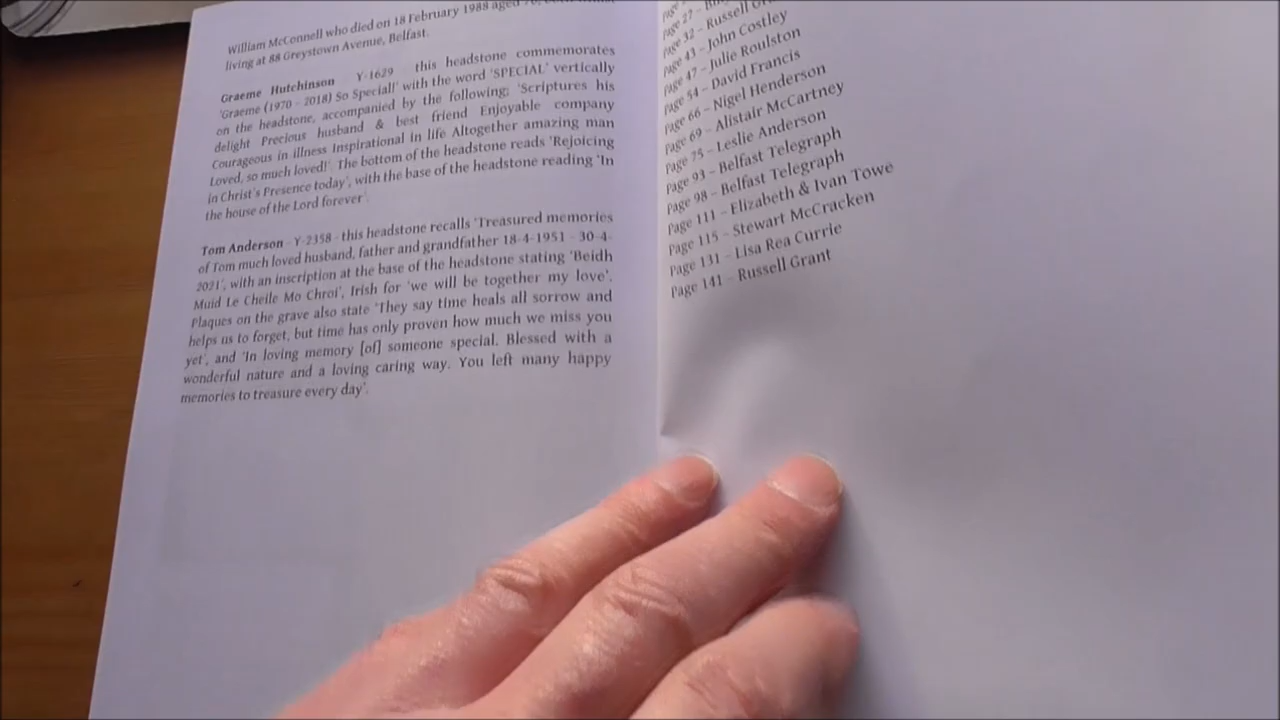 William McConnell who died on 18 February 1988 aged
living at 88 Greystown Avenue, Belfast.
Graeme Hutchinson Y-1629 this headstone commemorates
'Graeme (1970 - 2018) So Special!' with the word 'SPECIAL' vertically
on the headstone, accompanied by the following; 'Scriptures his
delight Precious husband & best friend Enjoyable company
Courageous in illness Inspirational in life Altogether amazing man
Loved, so much loved!'. The bottom of the headstone reads 'Rejoicing
in Christ's Presence today', with the base of the headstone reading 'In
the house of the Lord forever'.
Tom Anderson - Y-2358 - this headstone recalls 'Treasured memories
of Tom much loved husband, father and grandfather 18-4-1951 - 30-4-
2021', with an inscription at the base of the headstone stating 'Beidh
Muid Le Cheile Mo Chroi', Irish for 'we will be together my love'.
Plaques on the grave also state 'They say time heals all sorrow and
helps us to forget, but time has only proven how much we miss you
yet', and 'In loving memory [of] someone special. Blessed with a
wonderful nature and a loving caring way. You left many happy
memories to treasure every day'.
Page 27 –
Page 32 – Russell
Page 43 – John Costley
Page 47 – Julie Roulston
Page 54 – David Francis
Page 66 – Nigel Henderson
Page 69 – Alistair McCartney
Page 75 – Leslie Anderson
Page 93 – Belfast Telegraph
Page 98 – Belfast Telegraph
Page 111 – Elizabeth & Ivan Towe
Page 115 – Stewart McCracken
Page 131 – Lisa Rea Currie
Page 141 – Russell Grant